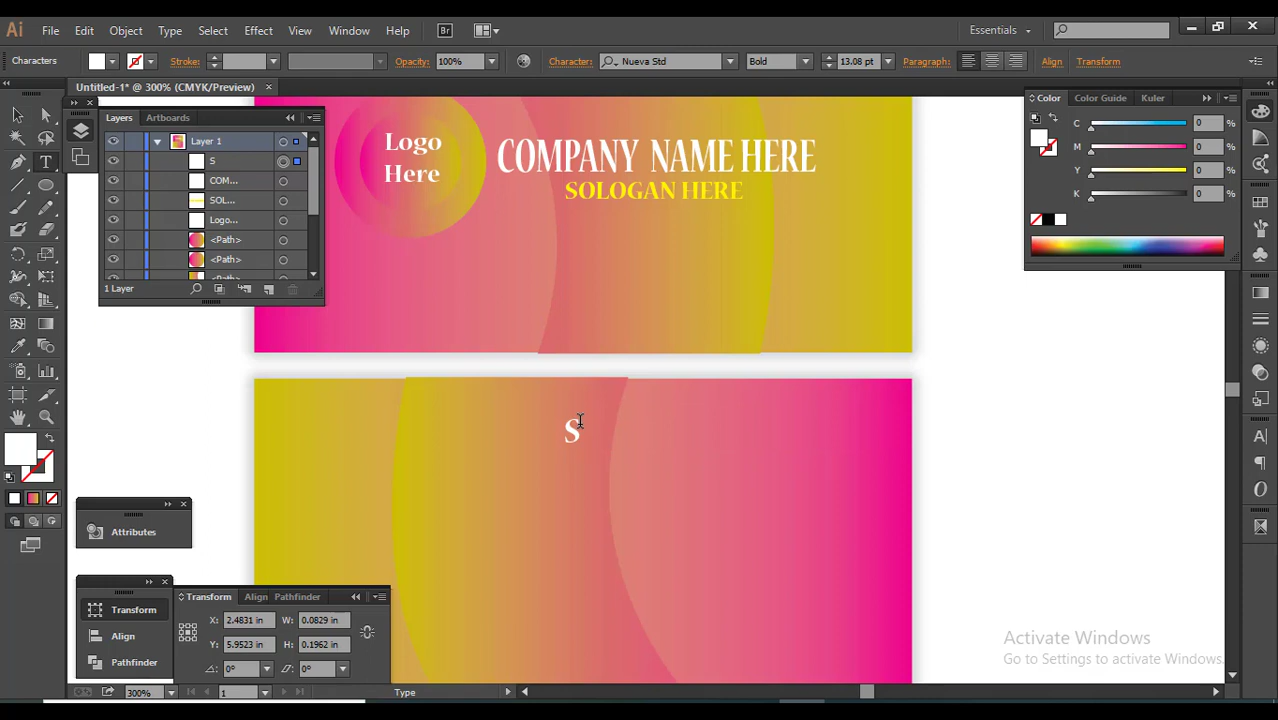 Ai File Edit Object Type Select Effect View Window Help Br Essentials
Characters Stroke: Opacity: 100% Character: Nueva Std Bold 13.08 pt Paragraph: Align Transform
Untitled-1* @ 300% (CMYK/Preview)
Layers Artboards
Layer 1
S
COM...
SOL...
Logo...
<Path>
<Path>
<Path>
1 Layer
Logo
Here
COMPANY NAME HERE
SOLOGAN HERE
Color Color Guide Kuler
C 0 %
M 0 %
Y 0 %
K 0 %
S
Attributes
Transform
Align
Pathfinder
Transform Align Pathfinder
X: 2.4831 in W: 0.0829 in
Y: 5.9523 in H: 0.1962 in
0° 0°
Activate Windows
Go to Settings to activate Windows.
300% 1 Type